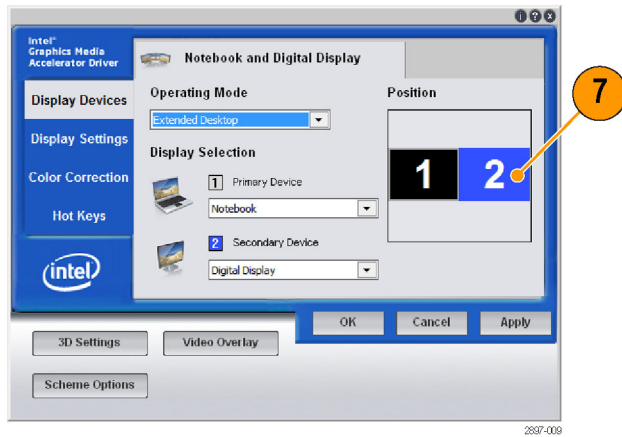 Intel®
Graphics Media
Accelerator Driver
Notebook and Digital Display
Display Devices
Display Settings
Color Correction
Hot Keys
intel
Operating Mode
Extended Desktop
Display Selection
1 Primary Device
Notebook
2 Secondary Device
Digital Display
Position
1 2
7
OK Cancel Apply
3D Settings Video Overlay
Scheme Options
2897-009